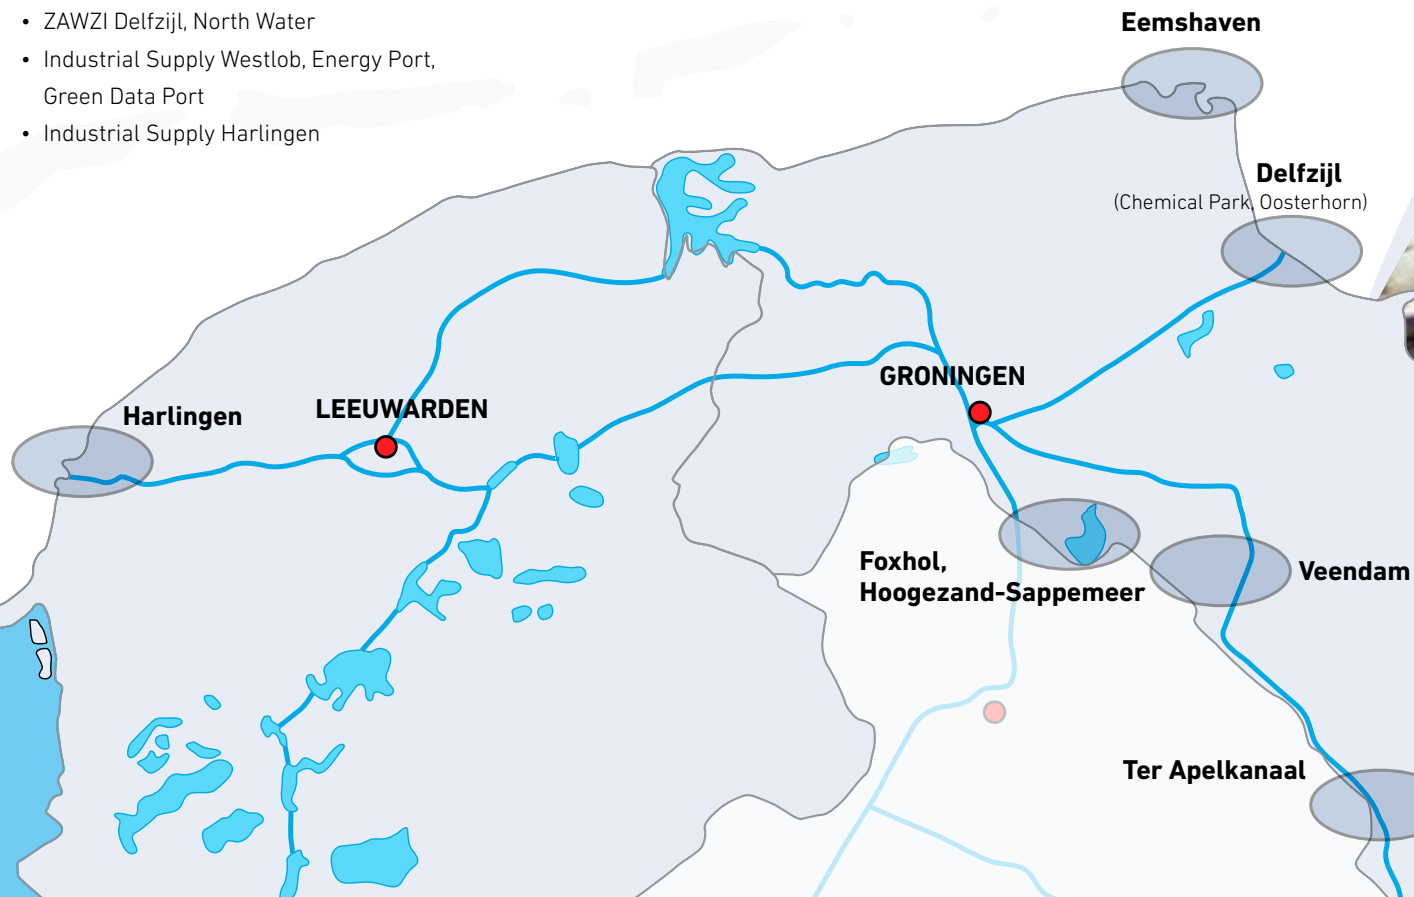 • ZAWZI Delfzijl, North Water
• Industrial Supply Westlob, Energy Port,
Green Data Port
• Industrial Supply Harlingen
Eemshaven
Delfzijl
(Chemical Park, Oosterhorn)
GRONINGEN
LEEUWARDEN
Harlingen
Foxhol,
Hoogezand-Sappemeer
Veendam
Ter Apelkanaal